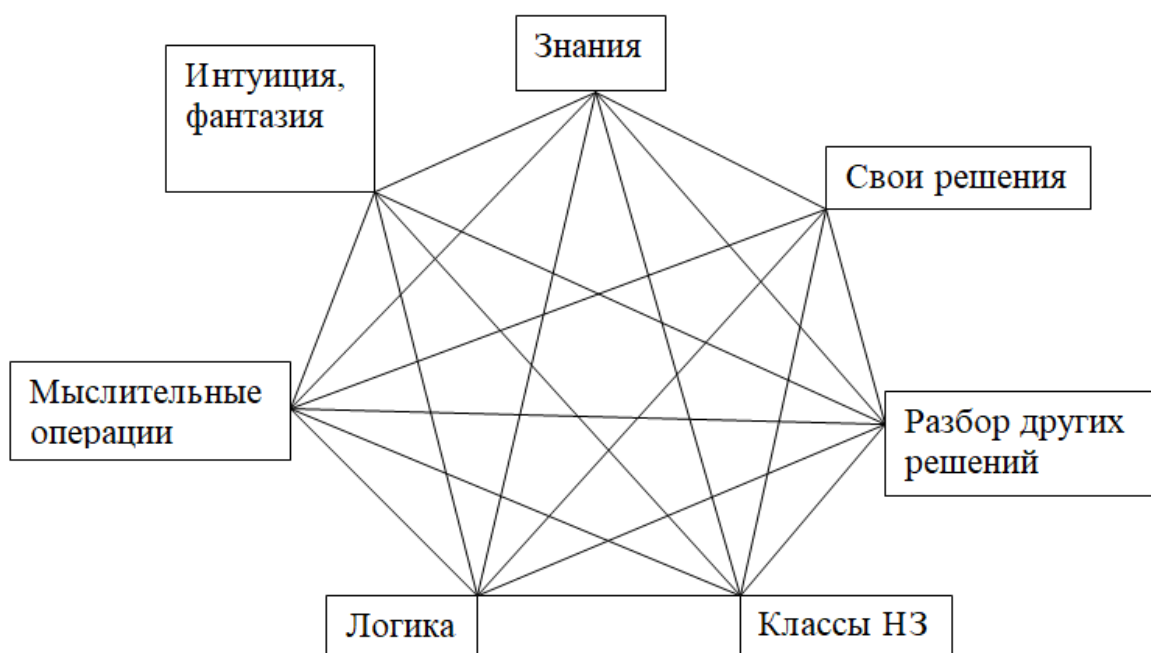 Знания
Интуиция,
фантазия
Свои решения
Мыслительные
операции
Разбор других
решений
Логика
Классы НЗ